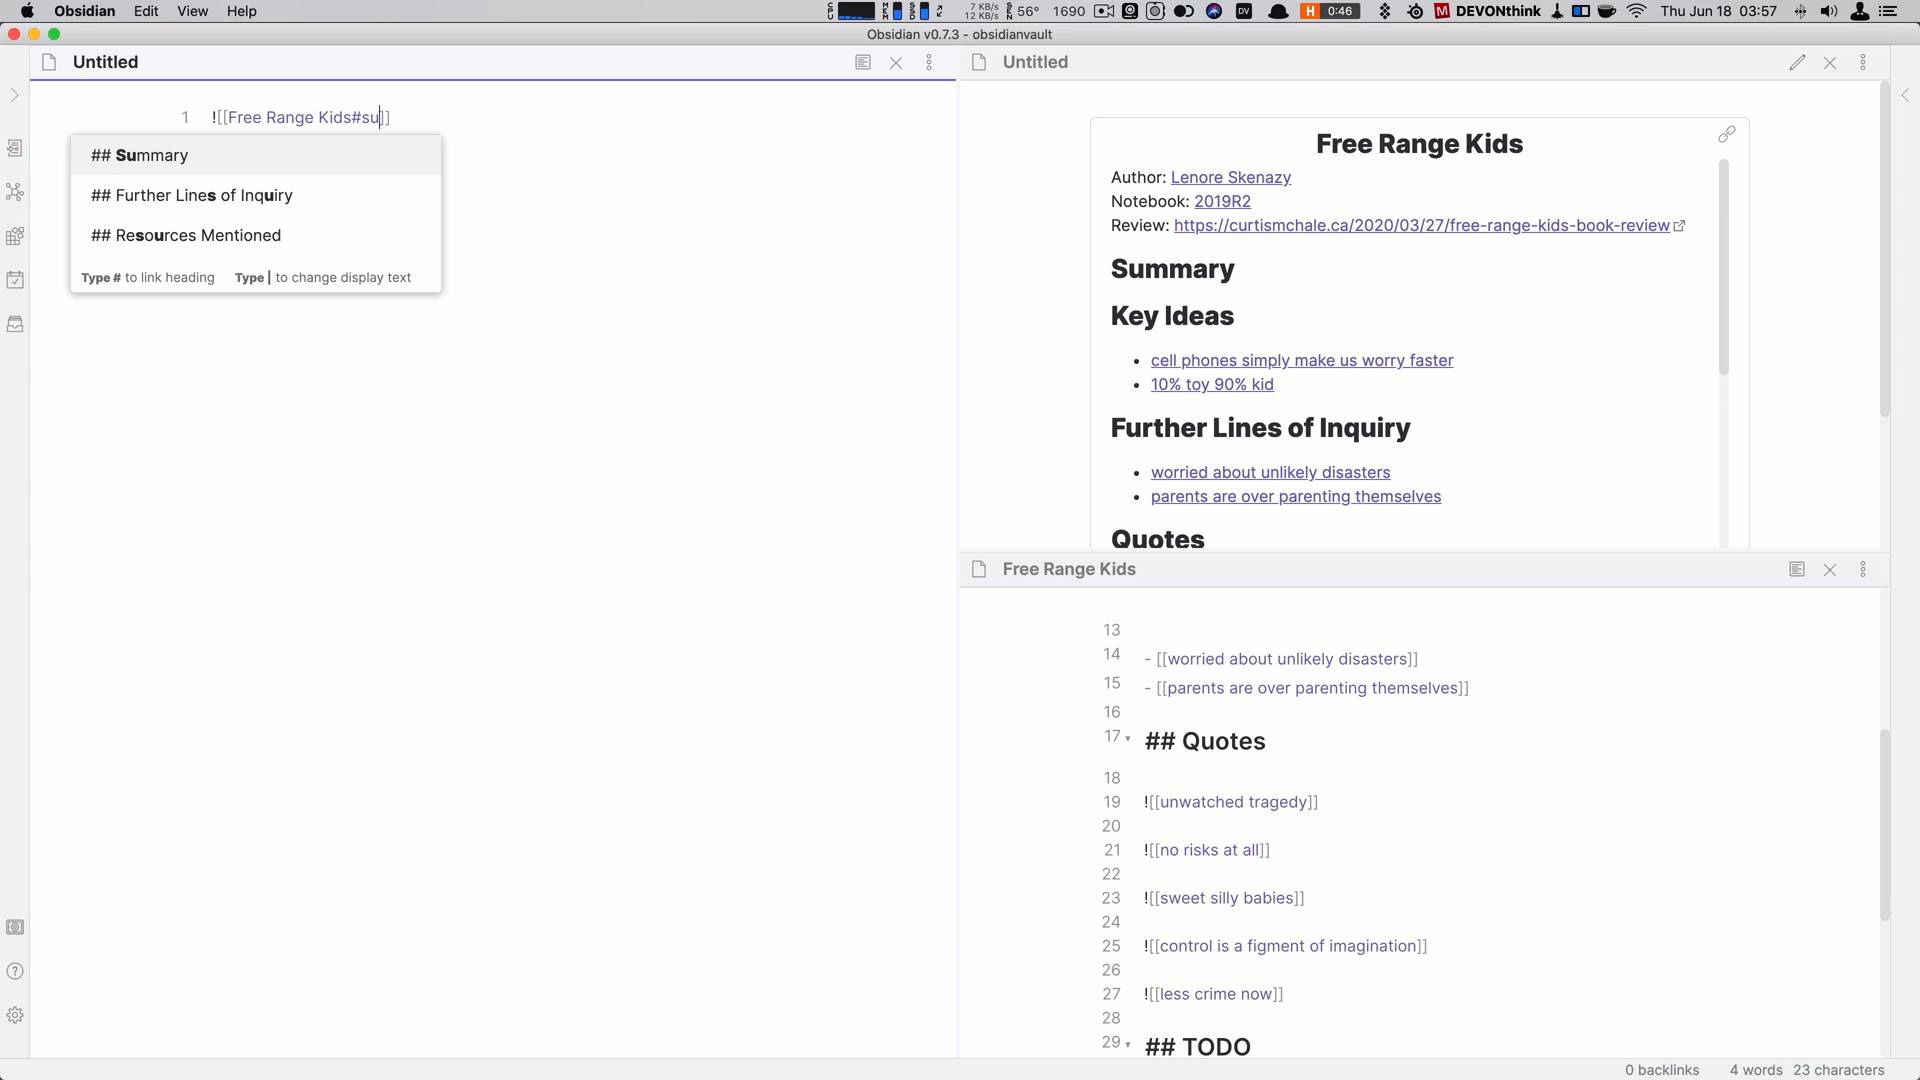 Obsidian Edit View Help
7 KB/s
12 KB/s
56° 1690 DV H 0:46 M DEVONthink Thu Jun 18 03:57
Obsidian v0.7.3 - obsidianvault
Untitled
1 ![[Free Range Kids#su]]
## Summary
## Further Lines of Inquiry
## Resources Mentioned
Type # to link heading Type | to change display text
Untitled
Free Range Kids
Author: Lenore Skenazy
Notebook: 2019R2
Review: https://curtismchale.ca/2020/03/27/free-range-kids-book-review
Summary
Key Ideas
• cell phones simply make us worry faster
• 10% toy 90% kid
Further Lines of Inquiry
• worried about unlikely disasters
• parents are over parenting themselves
Quotes
Free Range Kids
13
14 - [[worried about unlikely disasters]]
15 - [[parents are over parenting themselves]]
16
17 ## Quotes
18
19 ![[unwatched tragedy]]
20
21 ![[no risks at all]]
22
23 ![[sweet silly babies]]
24
25 ![[control is a figment of imagination]]
26
27 ![[less crime now]]
28
29 ## TODO
0 backlinks 4 words 23 characters